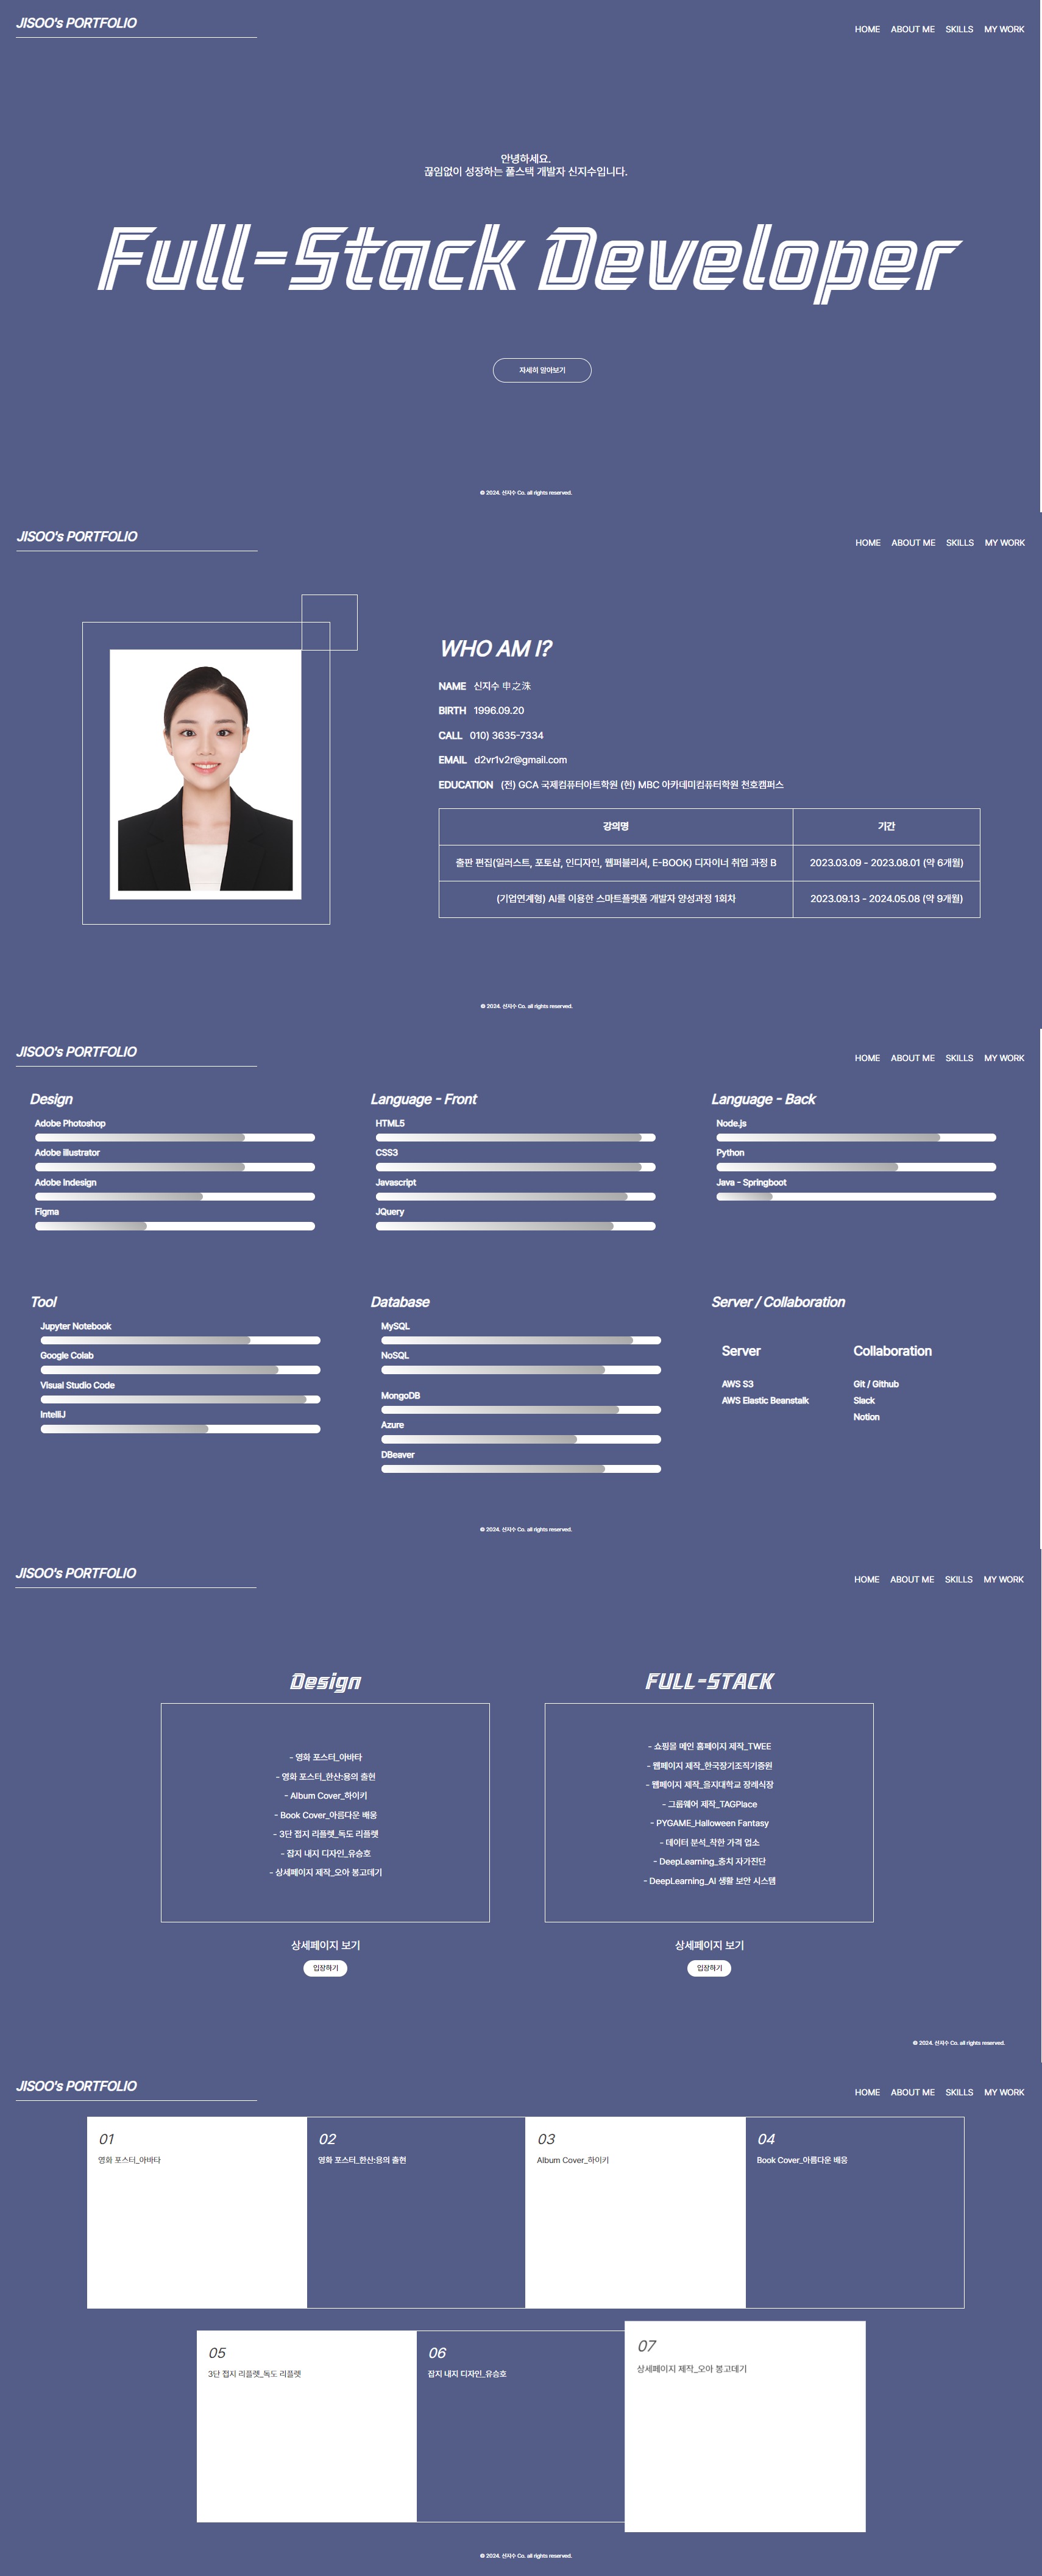 JISOO's PORTFOLIO
HOME ABOUT ME SKILLS MY WORK
안녕하세요.
끊임없이 성장하는 풀스택 개발자 신지수입니다.
Full-Stack Developer
자세히 알아보기
© 2024. 신지수 Co. all rights reserved.
JISOO's PORTFOLIO
HOME ABOUT ME SKILLS MY WORK
WHO AM I?
NAME 신지수 申之洙
BIRTH 1996.09.20
CALL 010) 3635-7334
EMAIL d2vr1v2r@gmail.com
EDUCATION (전) GCA 국제컴퓨터아트학원 (현) MBC 아카데미컴퓨터학원 천호캠퍼스
강의명 기간
출판 편집(일러스트, 포토샵, 인디자인, 웹퍼블리셔, E-BOOK) 디자이너 취업 과정 B 2023.03.09 - 2023.08.01 (약 6개월)
(기업연계형) AI를 이용한 스마트플랫폼 개발자 양성과정 1회차 2023.09.13 - 2024.05.08 (약 9개월)
© 2024. 신지수 Co. all rights reserved.
JISOO's PORTFOLIO
HOME ABOUT ME SKILLS MY WORK
Design
Adobe Photoshop
Adobe illustrator
Adobe Indesign
Figma
Language - Front
HTML5
CSS3
Javascript
JQuery
Language - Back
Node.js
Python
Java - Springboot
Tool
Jupyter Notebook
Google Colab
Visual Studio Code
IntelliJ
Database
MySQL
NoSQL
MongoDB
Azure
DBeaver
Server / Collaboration
Server
AWS S3
AWS Elastic Beanstalk
Collaboration
Git / Github
Slack
Notion
© 2024. 신지수 Co. all rights reserved.
JISOO's PORTFOLIO
HOME ABOUT ME SKILLS MY WORK
Design
- 영화 포스터_아바타
- 영화 포스터_한산:용의 출현
- Album Cover_하이키
- Book Cover_아름다운 배웅
- 3단 접지 리플렛_독도 리플렛
- 잡지 내지 디자인_유승호
- 상세페이지 제작_오아 봉고데기
상세페이지 보기
입장하기
FULL-STACK
- 쇼핑몰 메인 홈페이지 제작_TWEE
- 웹페이지 제작_한국장기조직기증원
- 웹페이지 제작_을지대학교 장례식장
- 그룹웨어 제작_TAGPlace
- PYGAME_Halloween Fantasy
- 데이터 분석_착한 가격 업소
- DeepLearning_충치 자가진단
- DeepLearning_AI 생활 보안 시스템
상세페이지 보기
입장하기
© 2024. 신지수 Co. all rights reserved.
JISOO's PORTFOLIO
HOME ABOUT ME SKILLS MY WORK
01
영화 포스터_아바타
02
영화 포스터_한산:용의 출현
03
Album Cover_하이키
04
Book Cover_아름다운 배웅
05
3단 접지 리플렛_독도 리플렛
06
잡지 내지 디자인_유승호
07
상세페이지 제작_오아 봉고데기
© 2024. 신지수 Co. all rights reserved.